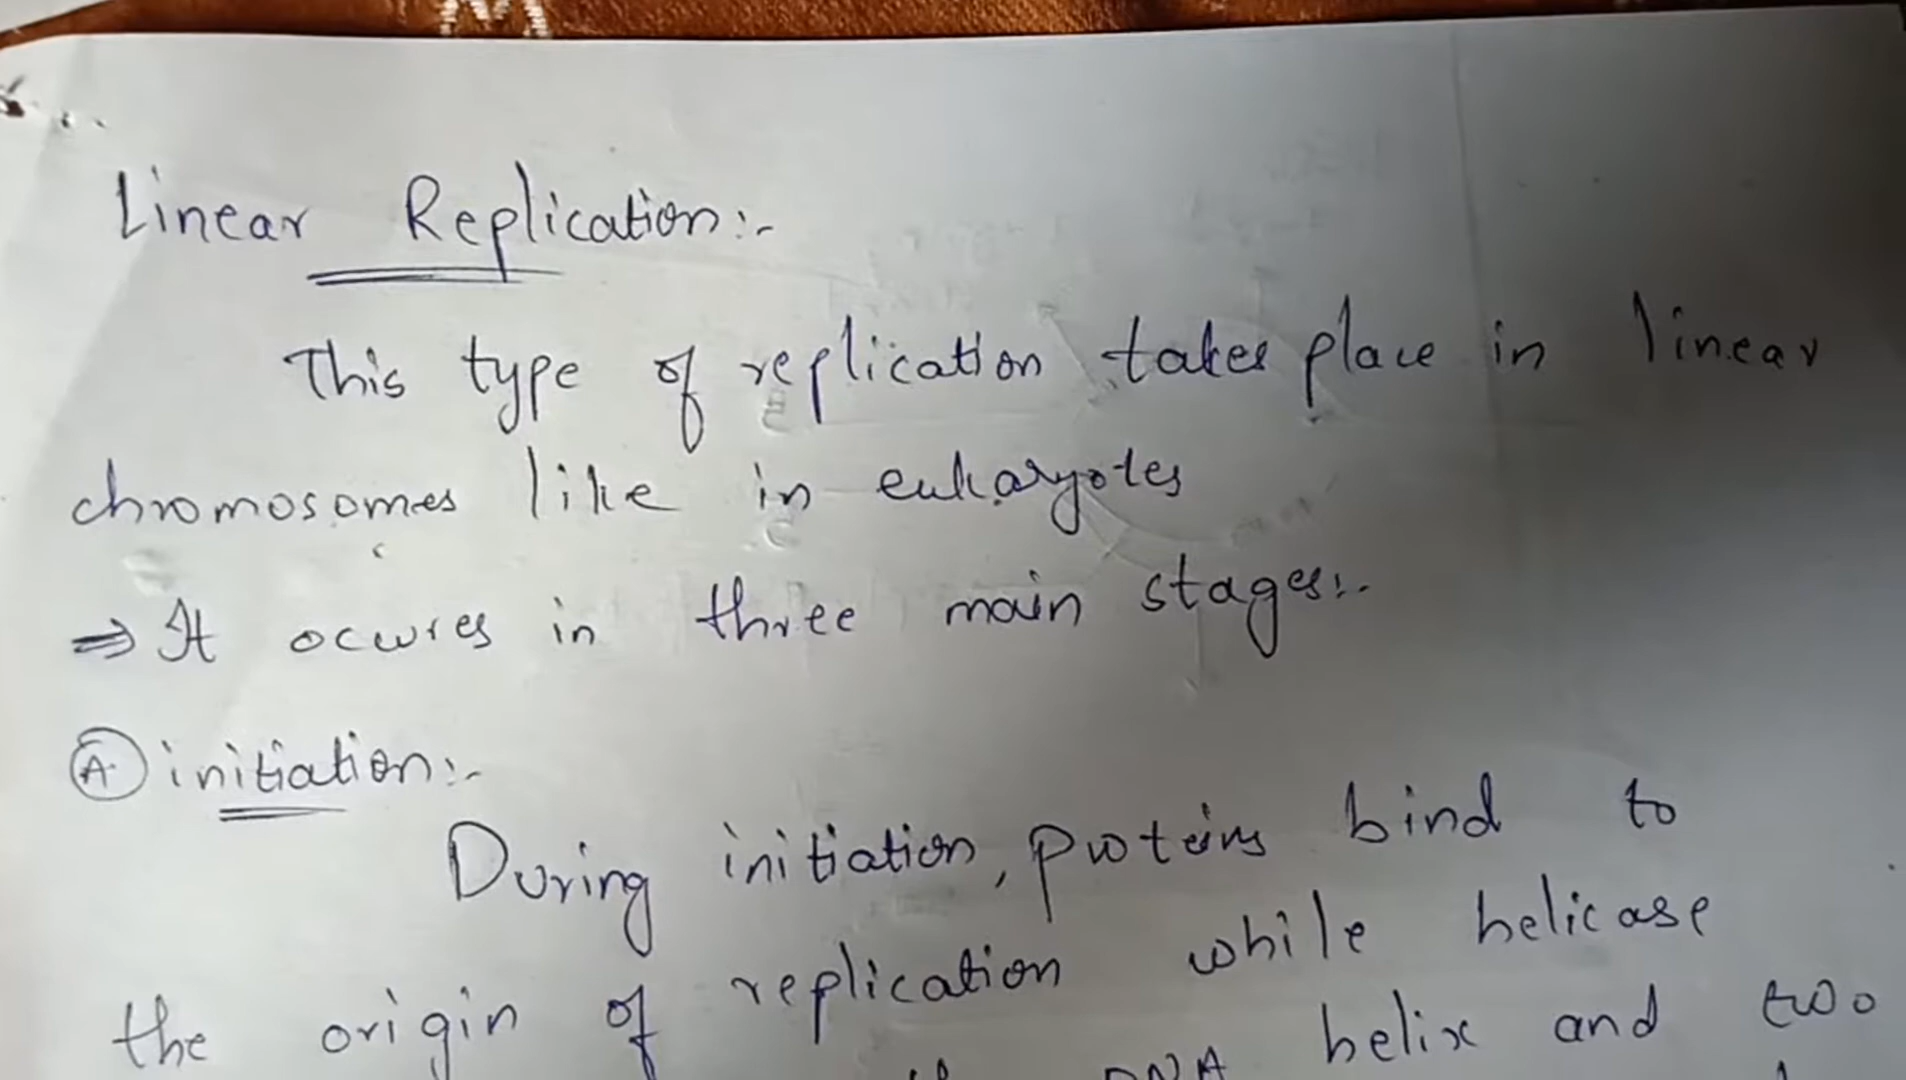 Linear Replication:-
This type of replication takes place in linear
chromosomes like in eukaryotes
⇒ It occures in three main stages:-
Ⓐ initiation:-
During initiation, proteins bind to
the origin of replication while helicase
DNA helix and two